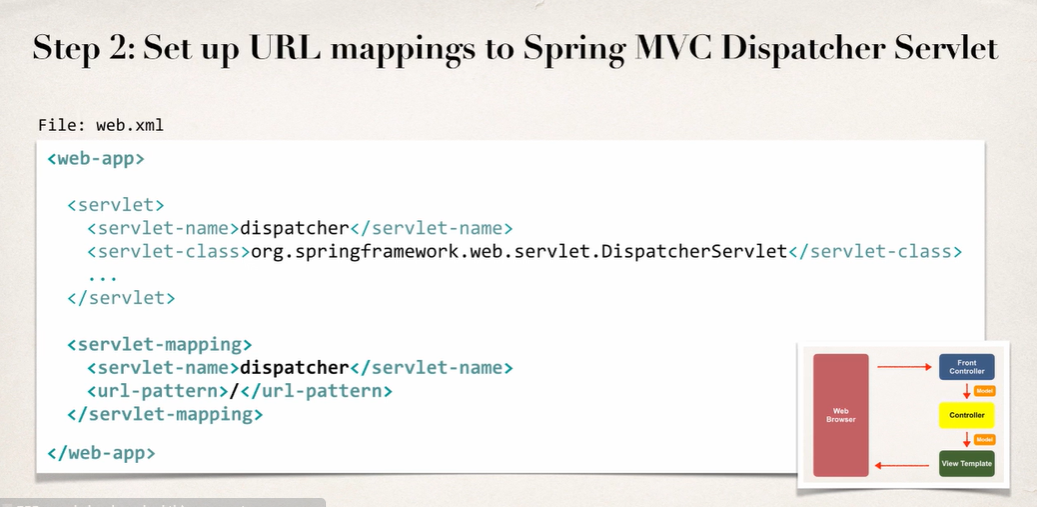 Step 2: Set up URL mappings to Spring MVC Dispatcher Servlet
File: web.xml
<web-app>
<servlet>
<servlet-name>dispatcher</servlet-name>
<servlet-class>org.springframework.web.servlet.DispatcherServlet</servlet-class>
...
</servlet>
<servlet-mapping>
<servlet-name>dispatcher</servlet-name>
<url-pattern>/</url-pattern>
</servlet-mapping>
</web-app>
Web
Browser
Front
Controller
Model
Controller
Model
View Template